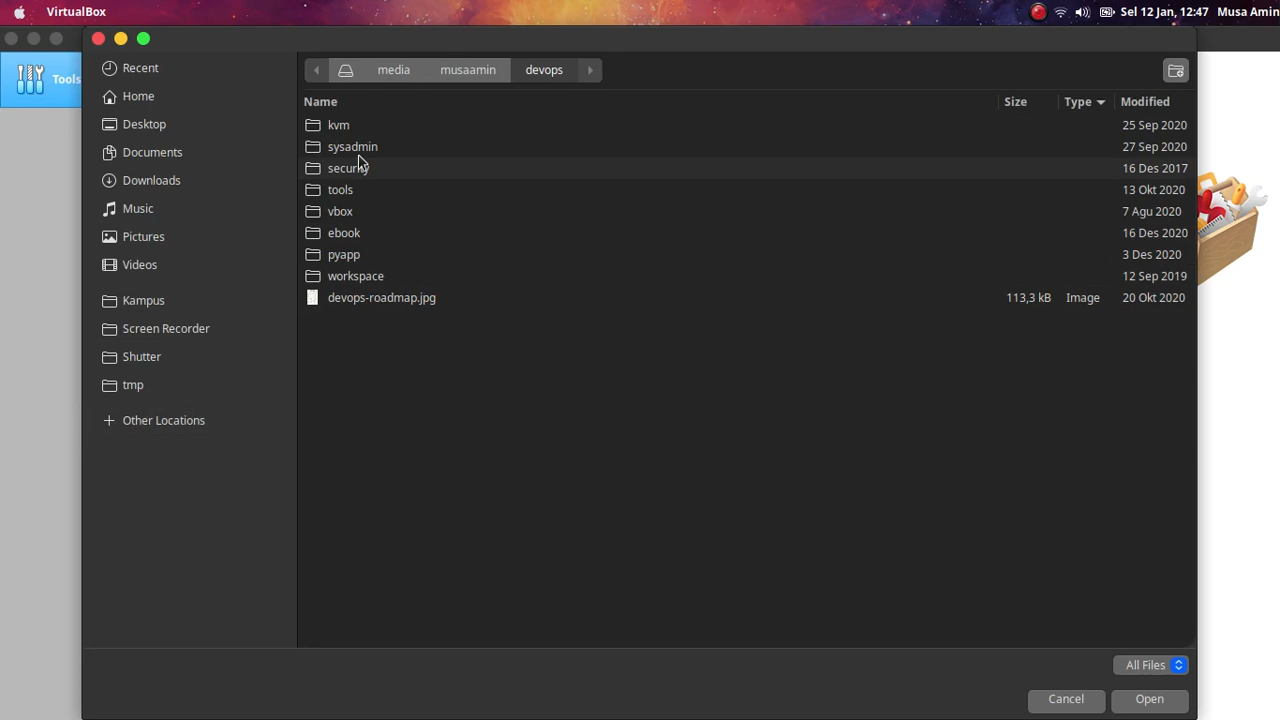 VirtualBox Sel 12 Jan, 12:47 Musa Amin
Tools
Recent
Home
Desktop
Documents
Downloads
Music
Pictures
Videos
Kampus
Screen Recorder
Shutter
tmp
Other Locations
media musaamin devops
Name Size Type Modified
kvm 25 Sep 2020
sysadmin 27 Sep 2020
security 16 Des 2017
tools 13 Okt 2020
vbox 7 Agu 2020
ebook 16 Des 2020
pyapp 3 Des 2020
workspace 12 Sep 2019
devops-roadmap.jpg 113,3 kB Image 20 Okt 2020
All Files
Cancel Open